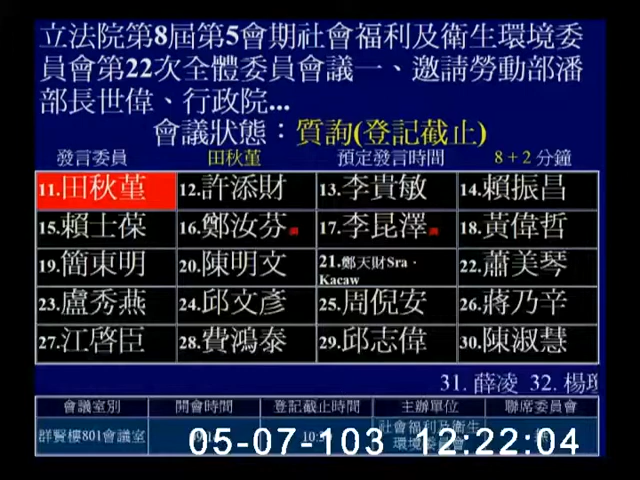 立法院第8屆第5會期社會福利及衛生環境委
員會第22次全體委員會議一、邀請勞動部潘
部長世偉、行政院...
會議狀態：質詢(登記截止)
發言委員 田秋堇 預定發言時間 8+2 分鐘
11.田秋堇 12.許添財 13.李貴敏 14.賴振昌
15.賴士葆 16.鄭汝芬 17.李昆澤 18.黃偉哲
19.簡東明 20.陳明文 21.鄭天財Sra．Kacaw 22.蕭美琴
23.盧秀燕 24.邱文彥 25.周倪安 26.蔣乃辛
27.江啓臣 28.費鴻泰 29.邱志偉 30.陳淑慧
31. 薛凌 32. 楊
會議室別 開會時間 登記截止時間 主辦單位 聯席委員會
群賢樓801會議室 社會福利及衛生環境委員會
05-07-103 12:22:04